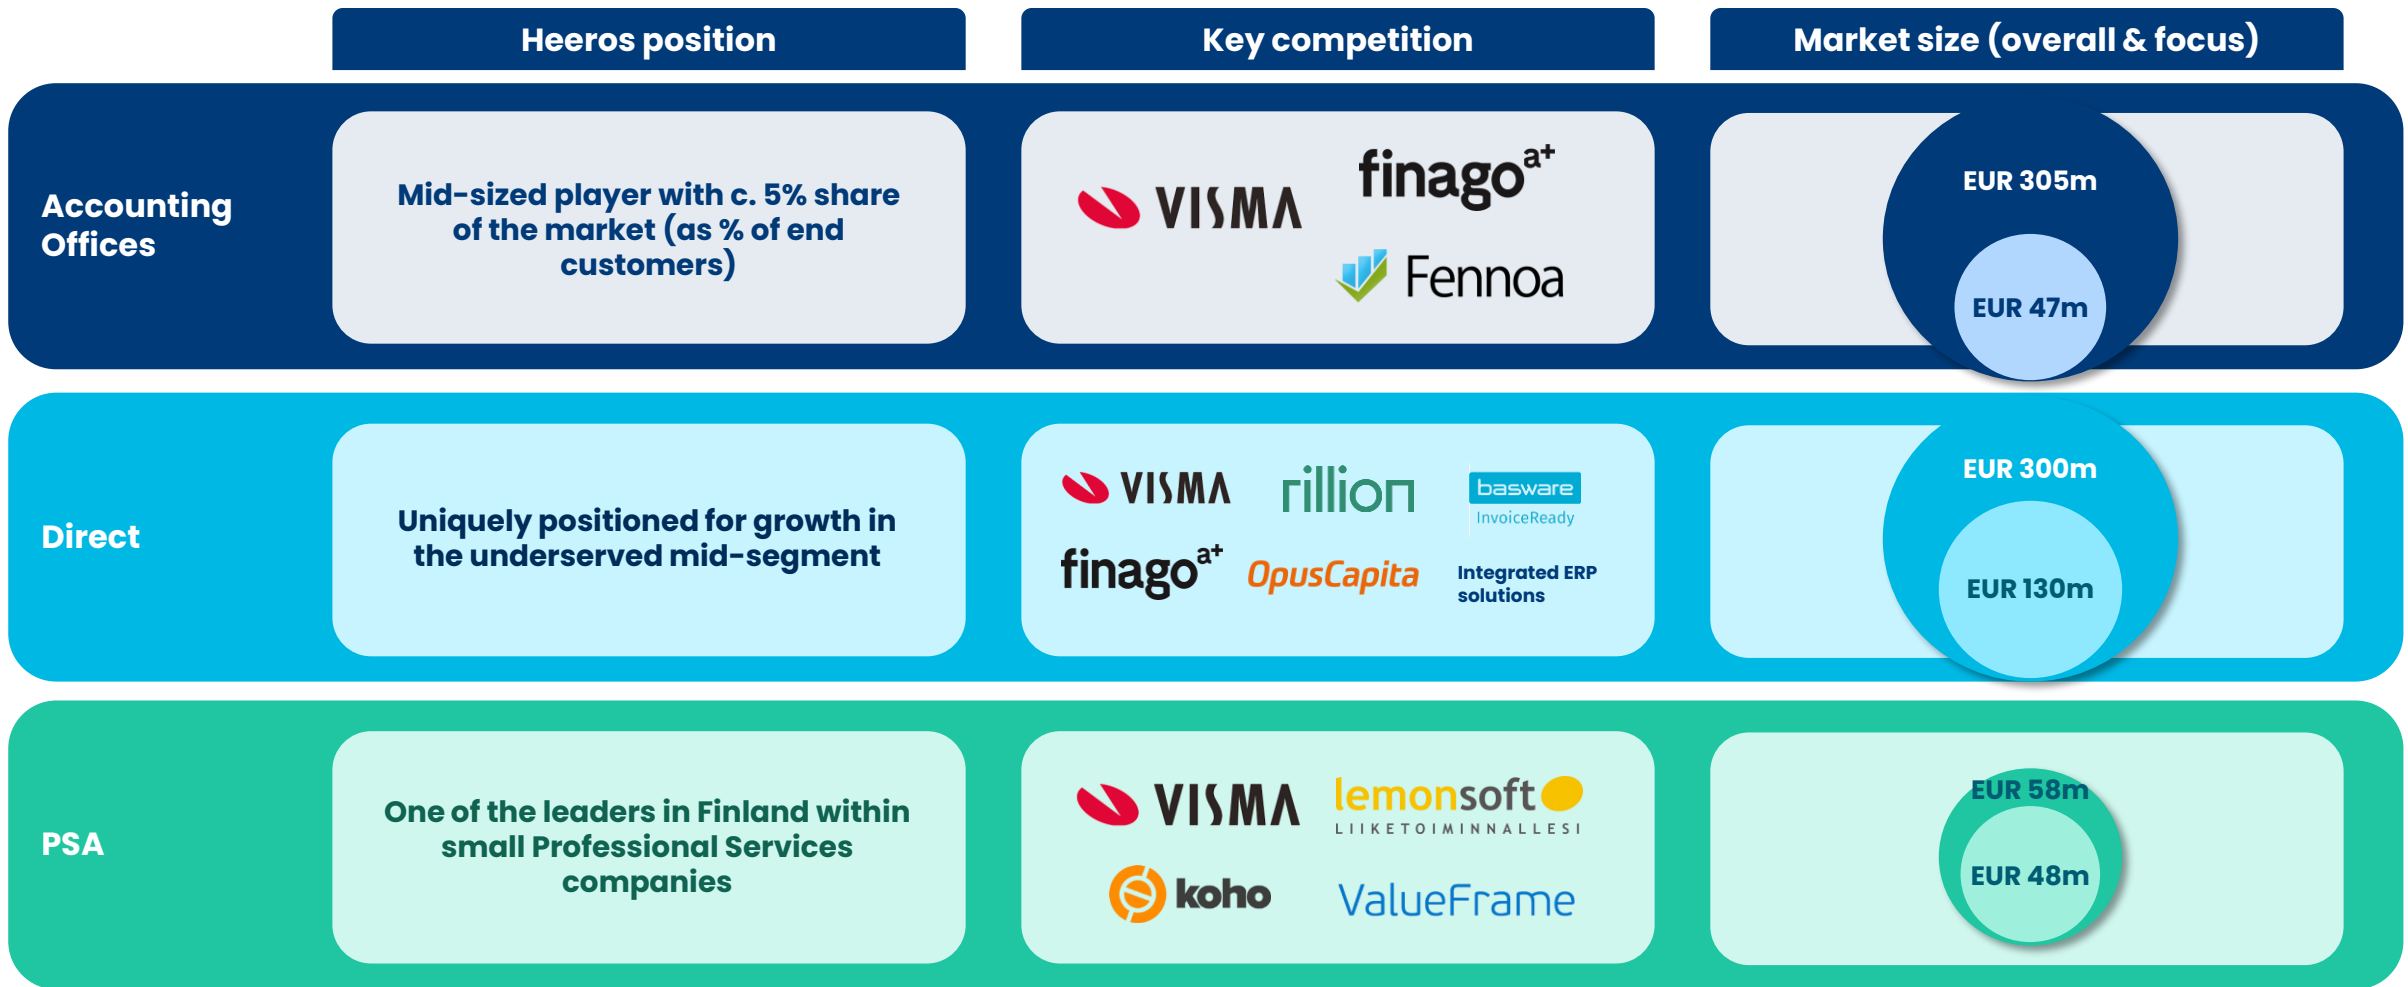 Heeros position
Key competition
Market size (overall & focus)
Accounting
Offices
Mid-sized player with c. 5% share
of the market (as % of end
customers)
VISMA
finago a+
Fennoa
EUR 305m
EUR 47m
Direct
Uniquely positioned for growth in
the underserved mid-segment
VISMA
rillion
basware
InvoiceReady
finago a+
OpusCapita
Integrated ERP
solutions
EUR 300m
EUR 130m
PSA
One of the leaders in Finland within
small Professional Services
companies
VISMA
lemonsoft
LIIKETOIMINNALLESI
koho
ValueFrame
EUR 58m
EUR 48m